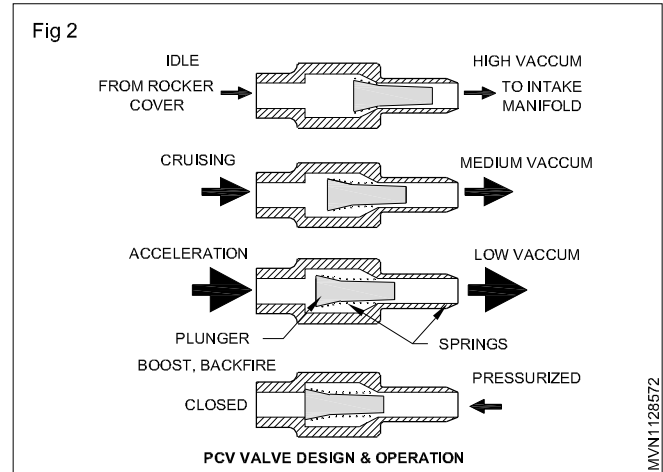 Fig 2
IDLE
FROM ROCKER
COVER
HIGH VACCUM
TO INTAKE
MANIFOLD
CRUISING
MEDIUM VACCUM
ACCELERATION
LOW VACCUM
PLUNGER
SPRINGS
BOOST, BACKFIRE
CLOSED
PRESSURIZED
PCV VALVE DESIGN & OPERATION
MVN1128572